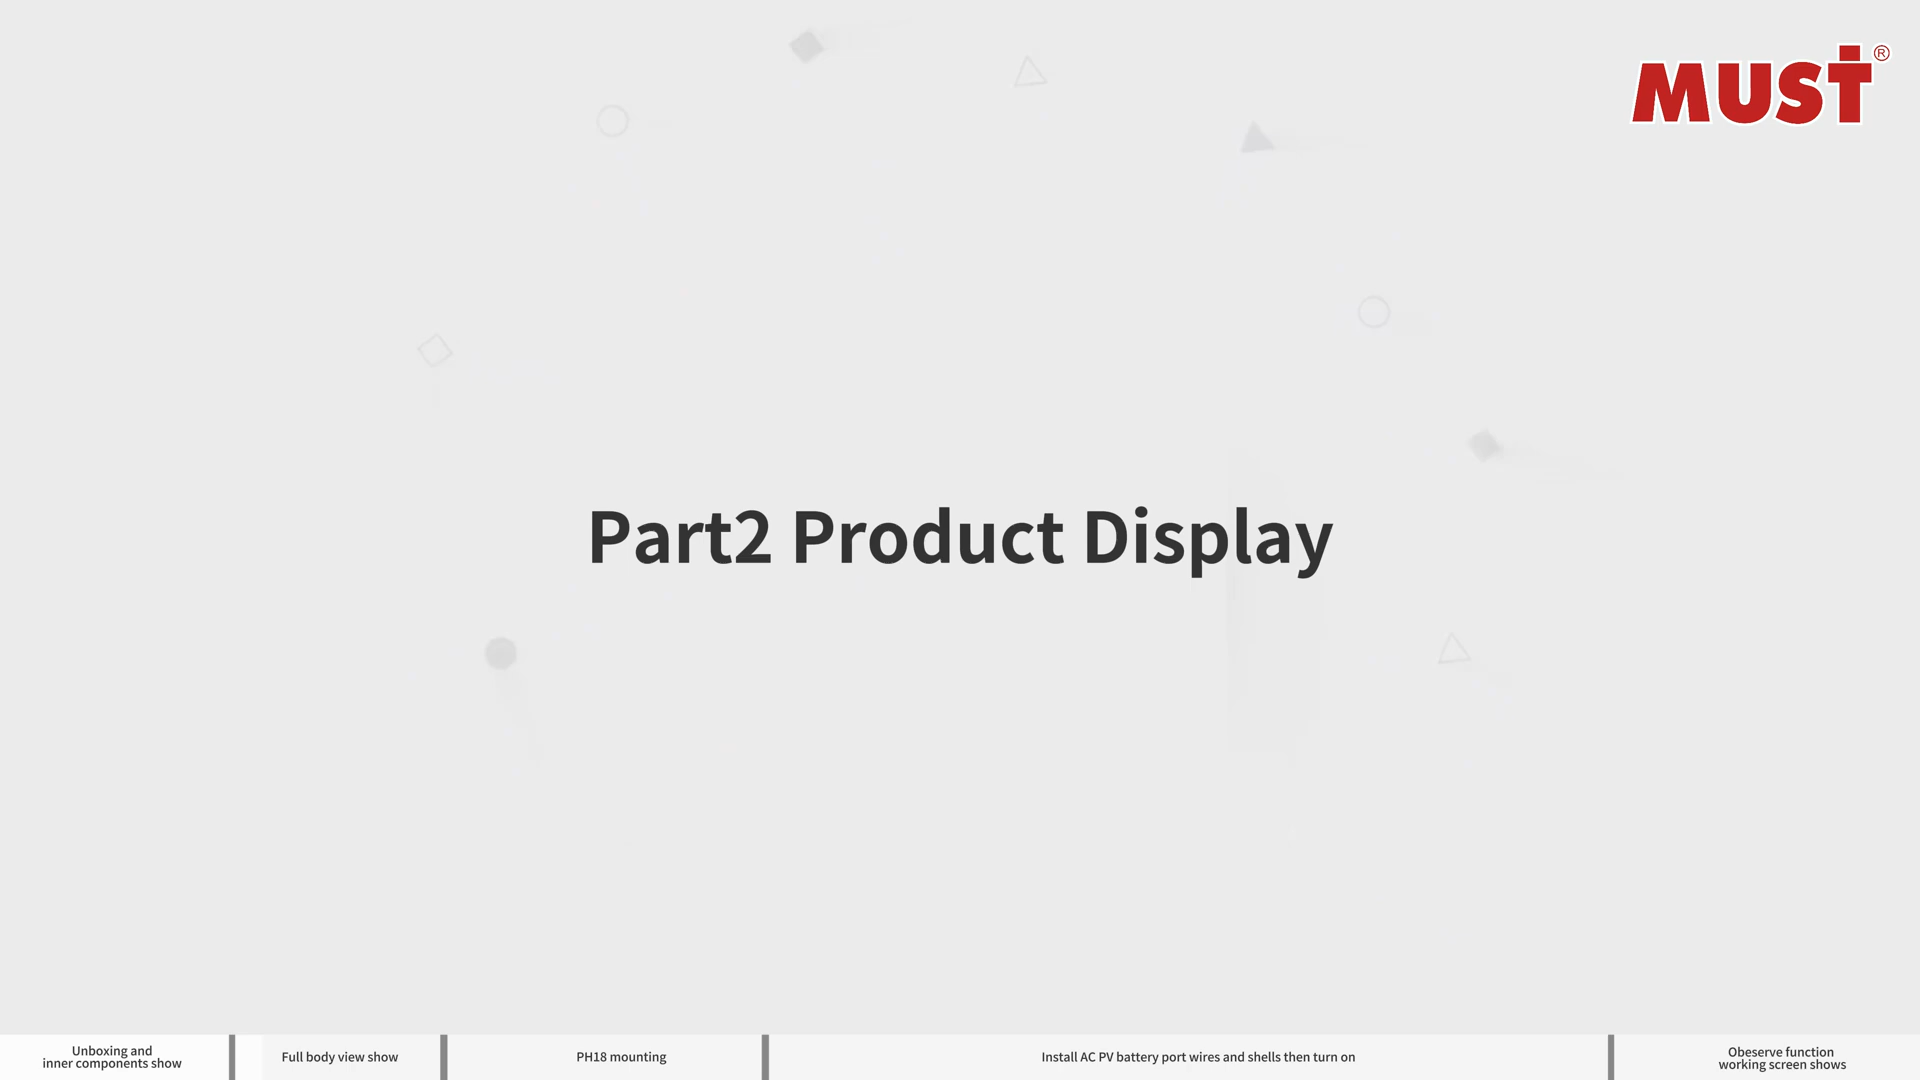 MUST®
Part2 Product Display
Unboxing and
inner components show
Full body view show
PH18 mounting
Install AC PV battery port wires and shells then turn on
Obeserve function
working screen shows